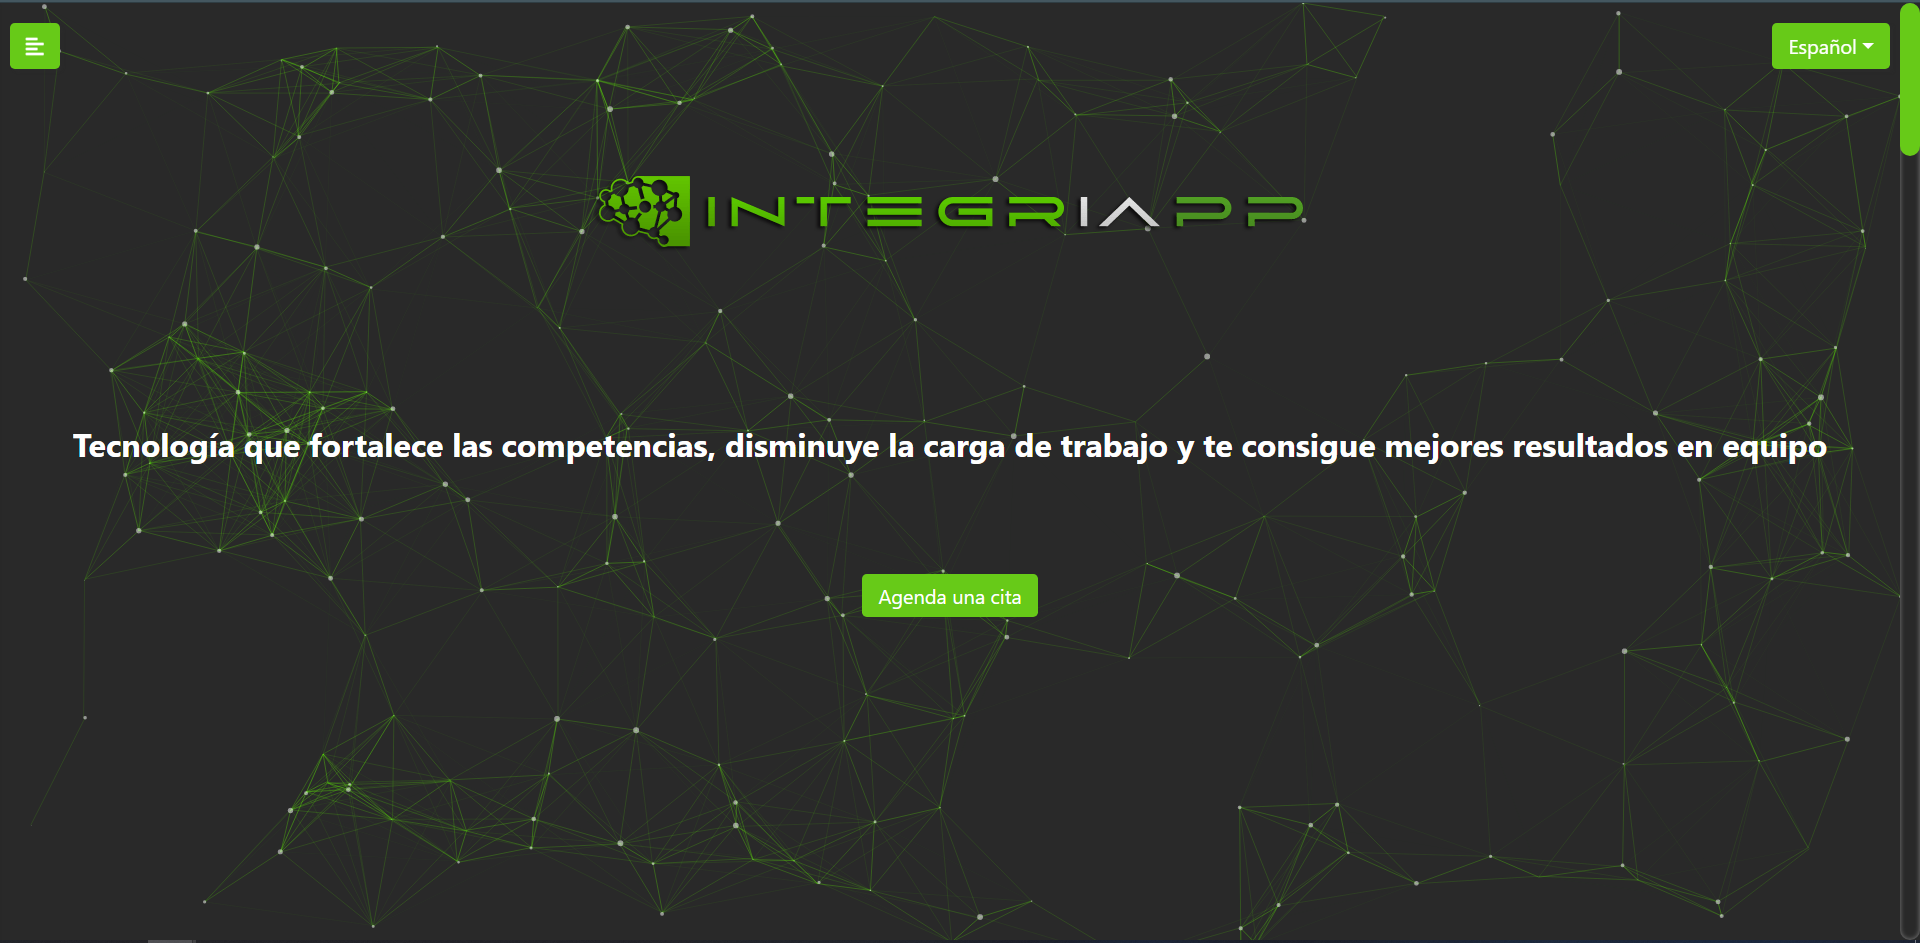 Español
INTEGRIAPP
Tecnología que fortalece las competencias, disminuye la carga de trabajo y te consigue mejores resultados en equipo
Agenda una cita